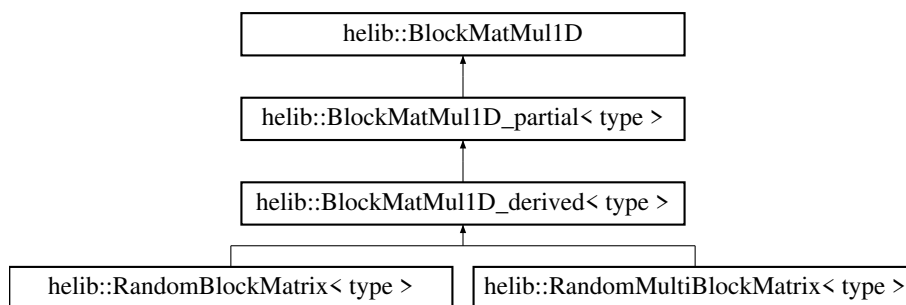 helib::BlockMatMul1D
helib::BlockMatMul1D_partial< type >
helib::BlockMatMul1D_derived< type >
helib::RandomBlockMatrix< type >
helib::RandomMultiBlockMatrix< type >